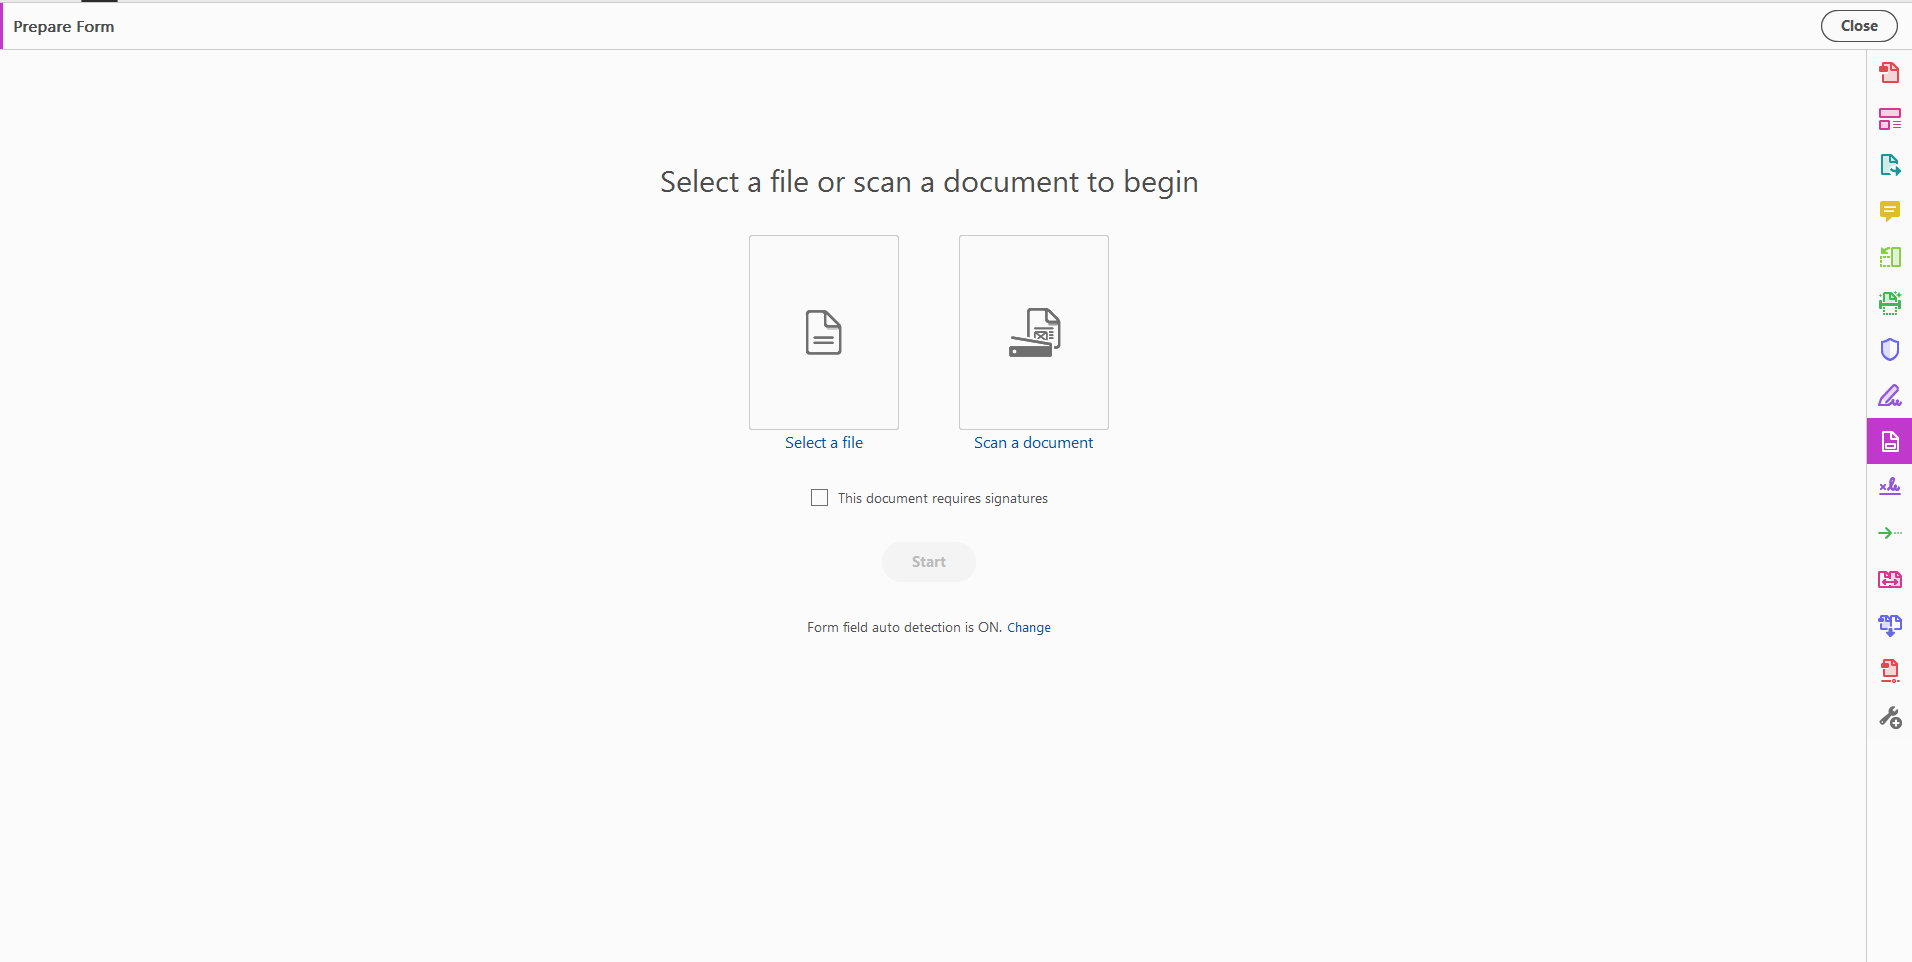 Prepare Form
Close
Select a file or scan a document to begin
Select a file
Scan a document
This document requires signatures
Start
Form field auto detection is ON. Change